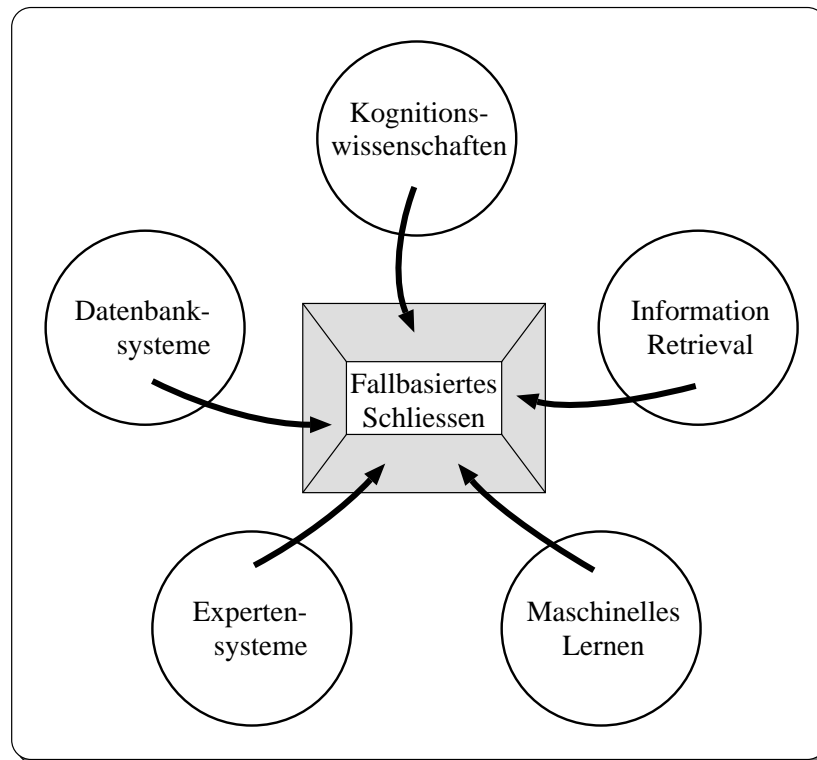 Kognitions-
wissenschaften
Datenbank-
systeme
Information
Retrieval
Fallbasiertes
Schliessen
Experten-
systeme
Maschinelles
Lernen